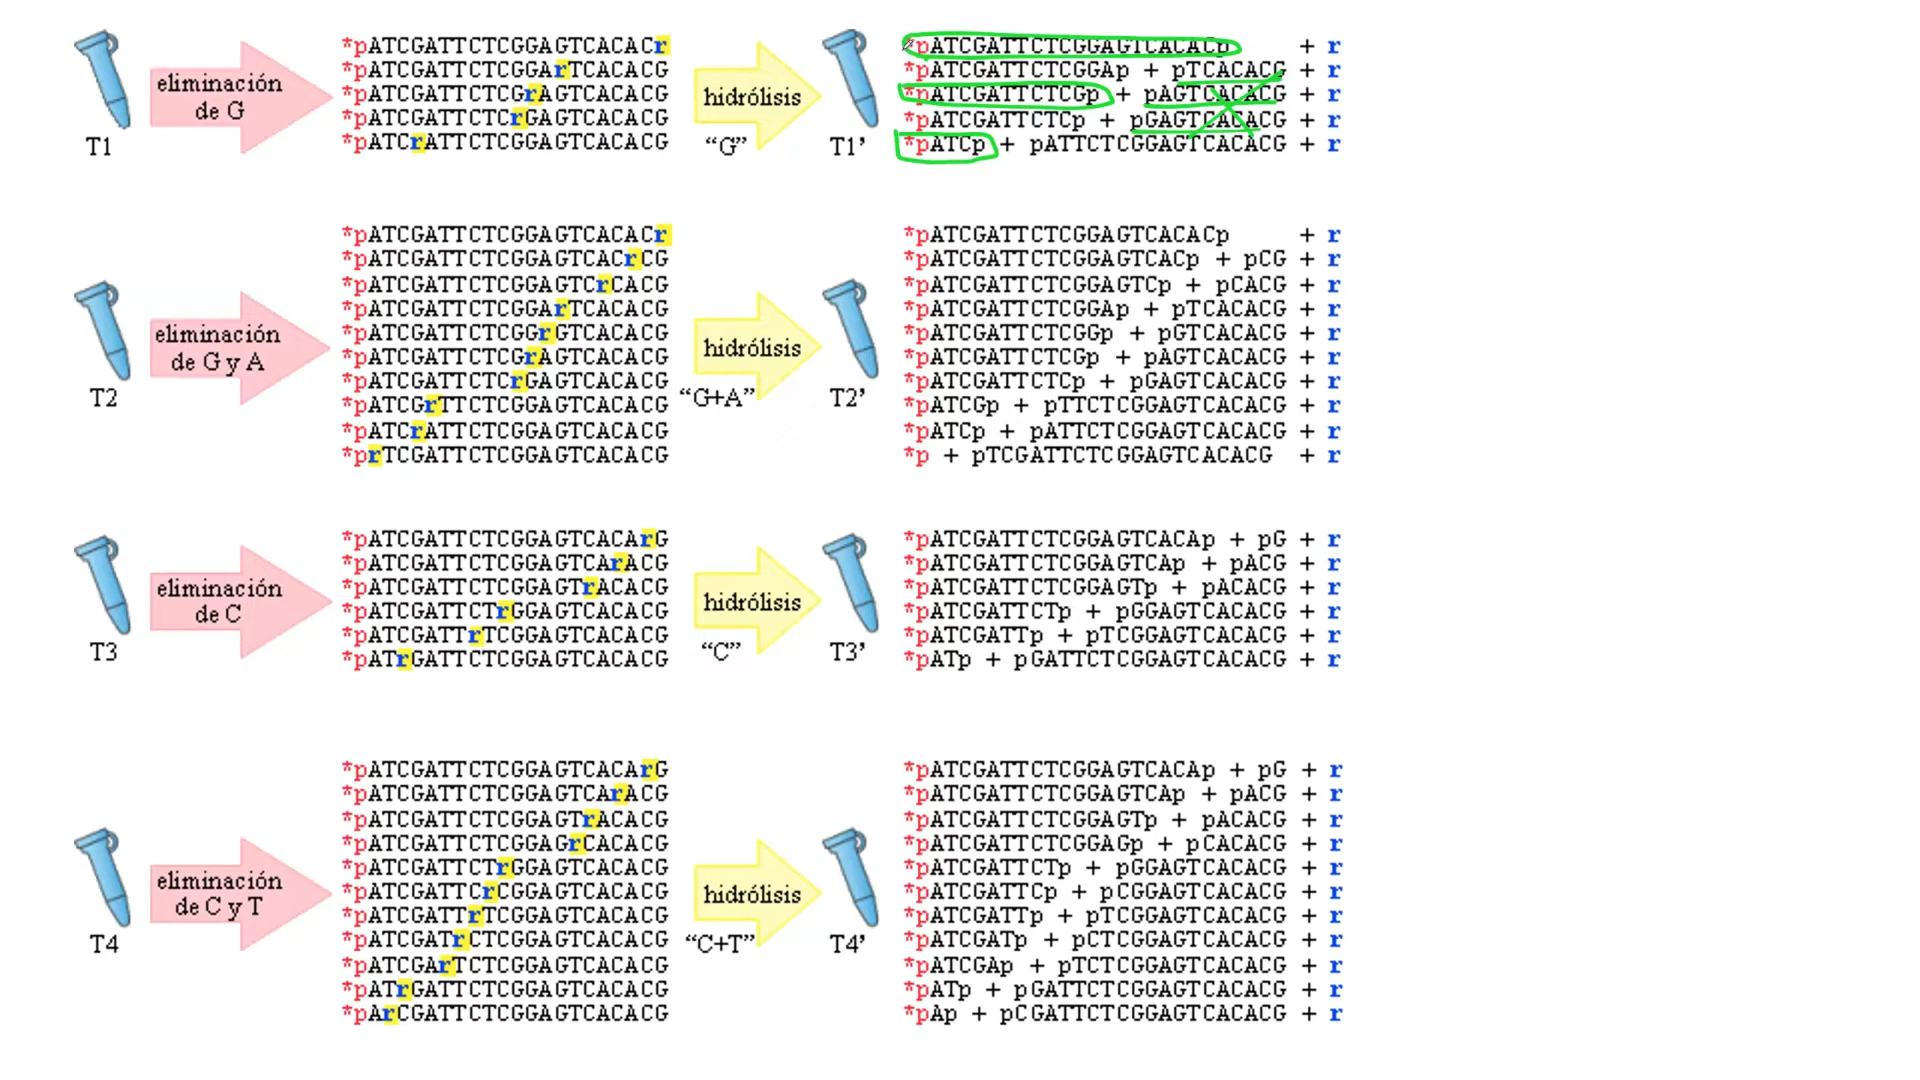 *pATCGATTCTCGGAGTCACACr *pATCGATTCTCGGAGTCACACp + r
*pATCGATTCTCGGArTCACACG *pATCGATTCTCGGAp + pTCACACG + r
eliminación
de G
*pATCGATTCTCGrAGTCACACG hidrólisis *pATCGATTCTCGp + pAGTCACACG + r
*pATCGATTCTCrGAGTCACACG *pATCGATTCTCp + pGAGTCACACG + r
T1 *pATCrATTCTCGGAGTCACACG “G” T1’ *pATCp + pATTCTCGGAGTCACACG + r
*pATCGATTCTCGGAGTCACACr *pATCGATTCTCGGAGTCACACp + r
*pATCGATTCTCGGAGTCACrCG *pATCGATTCTCGGAGTCACp + pCG + r
*pATCGATTCTCGGAGTCrCACG *pATCGATTCTCGGAGTCp + pCACG + r
*pATCGATTCTCGGArTCACACG *pATCGATTCTCGGAp + pTCACACG + r
eliminación
de G y A
*pATCGATTCTCGGrGTCACACG hidrólisis *pATCGATTCTCGGp + pGTCACACG + r
*pATCGATTCTCGrAGTCACACG *pATCGATTCTCGp + pAGTCACACG + r
*pATCGATTCTCrGAGTCACACG *pATCGATTCTCp + pGAGTCACACG + r
T2 *pATCGrTTCTCGGAGTCACACG “G+A” T2’ *pATCGp + pTTCTCGGAGTCACACG + r
*pATCrATTCTCGGAGTCACACG *pATCp + pATTCTCGGAGTCACACG + r
*prTCGATTCTCGGAGTCACACG *p + pTCGATTCTCGGAGTCACACG + r
*pATCGATTCTCGGAGTCACArG *pATCGATTCTCGGAGTCACAp + pG + r
*pATCGATTCTCGGAGTCArACG *pATCGATTCTCGGAGTCAp + pACG + r
eliminación
de C
*pATCGATTCTCGGAGTrACACG hidrólisis *pATCGATTCTCGGAGTp + pACACG + r
*pATCGATTCTrGGAGTCACACG *pATCGATTCTp + pGGAGTCACACG + r
*pATCGATTrTCGGAGTCACACG *pATCGATTp + pTCGGAGTCACACG + r
T3 *pATrGATTCTCGGAGTCACACG “C” T3’ *pATp + pGATTCTCGGAGTCACACG + r
*pATCGATTCTCGGAGTCACArG *pATCGATTCTCGGAGTCACAp + pG + r
*pATCGATTCTCGGAGTCArACG *pATCGATTCTCGGAGTCAp + pACG + r
*pATCGATTCTCGGAGTrACACG *pATCGATTCTCGGAGTp + pACACG + r
*pATCGATTCTCGGAGrCACACG *pATCGATTCTCGGAGp + pCACACG + r
*pATCGATTCTrGGAGTCACACG *pATCGATTCTp + pGGAGTCACACG + r
eliminación
de C y T
*pATCGATTCrCGGAGTCACACG hidrólisis *pATCGATTCp + pCGGAGTCACACG + r
*pATCGATTrTCGGAGTCACACG *pATCGATTp + pTCGGAGTCACACG + r
T4 *pATCGATrCTCGGAGTCACACG “C+T” T4’ *pATCGATp + pCTCGGAGTCACACG + r
*pATCGArTCTCGGAGTCACACG *pATCGAp + pTCTCGGAGTCACACG + r
*pATrGATTCTCGGAGTCACACG *pATp + pGATTCTCGGAGTCACACG + r
*pArCGATTCTCGGAGTCACACG *pAp + pCGATTCTCGGAGTCACACG + r